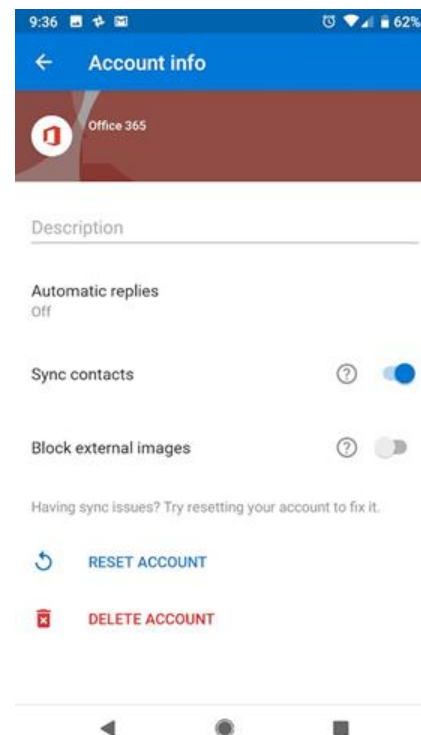 9:36 62%
Account info
Office 365
Description
Automatic replies
Off
Sync contacts
Block external images
Having sync issues? Try resetting your account to fix it.
RESET ACCOUNT
DELETE ACCOUNT